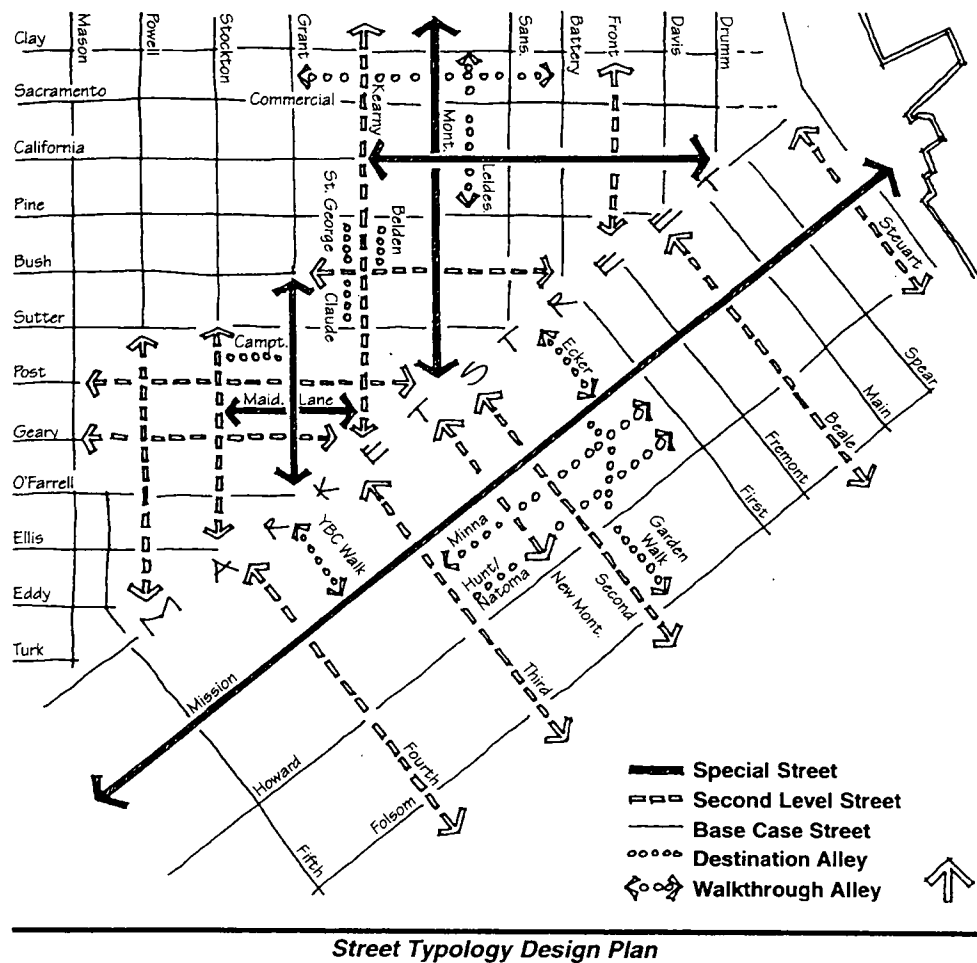 Mason
Powell
Stockton
Grant
Sans.
Battery
Front
Davis
Drumm
Clay
Sacramento
Commercial
Kearny
Mont.
California
Leides.
St. George
Belden
Pine
Bush
Steuart
Claude
Sutter
Campt.
Ecker
Spear
Post
Maid. Lane
Main
Geary
Beale
Fremont
O'Farrell
First
MARKET ST
YBC Walk
Minna
Garden
Walk
Ellis
Hunt/
Natoma
New Mont.
Second
Eddy
Turk
Third
Mission
Howard
Fourth
Folsom
Fifth
Special Street
Second Level Street
Base Case Street
Destination Alley
Walkthrough Alley
Street Typology Design Plan